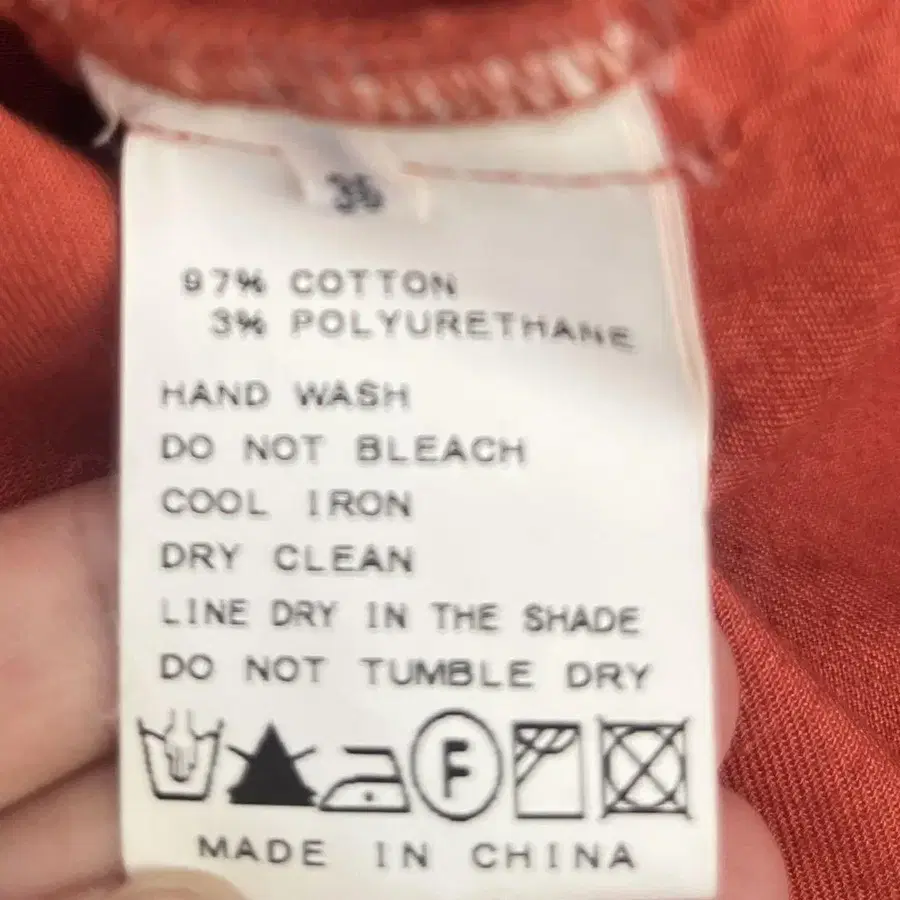 36
97% COTTON
3% POLYURETHANE
HAND WASH
DO NOT BLEACH
COOL IRON
DRY CLEAN
LINE DRY IN THE SHADE
DO NOT TUMBLE DRY
F
MADE IN CHINA